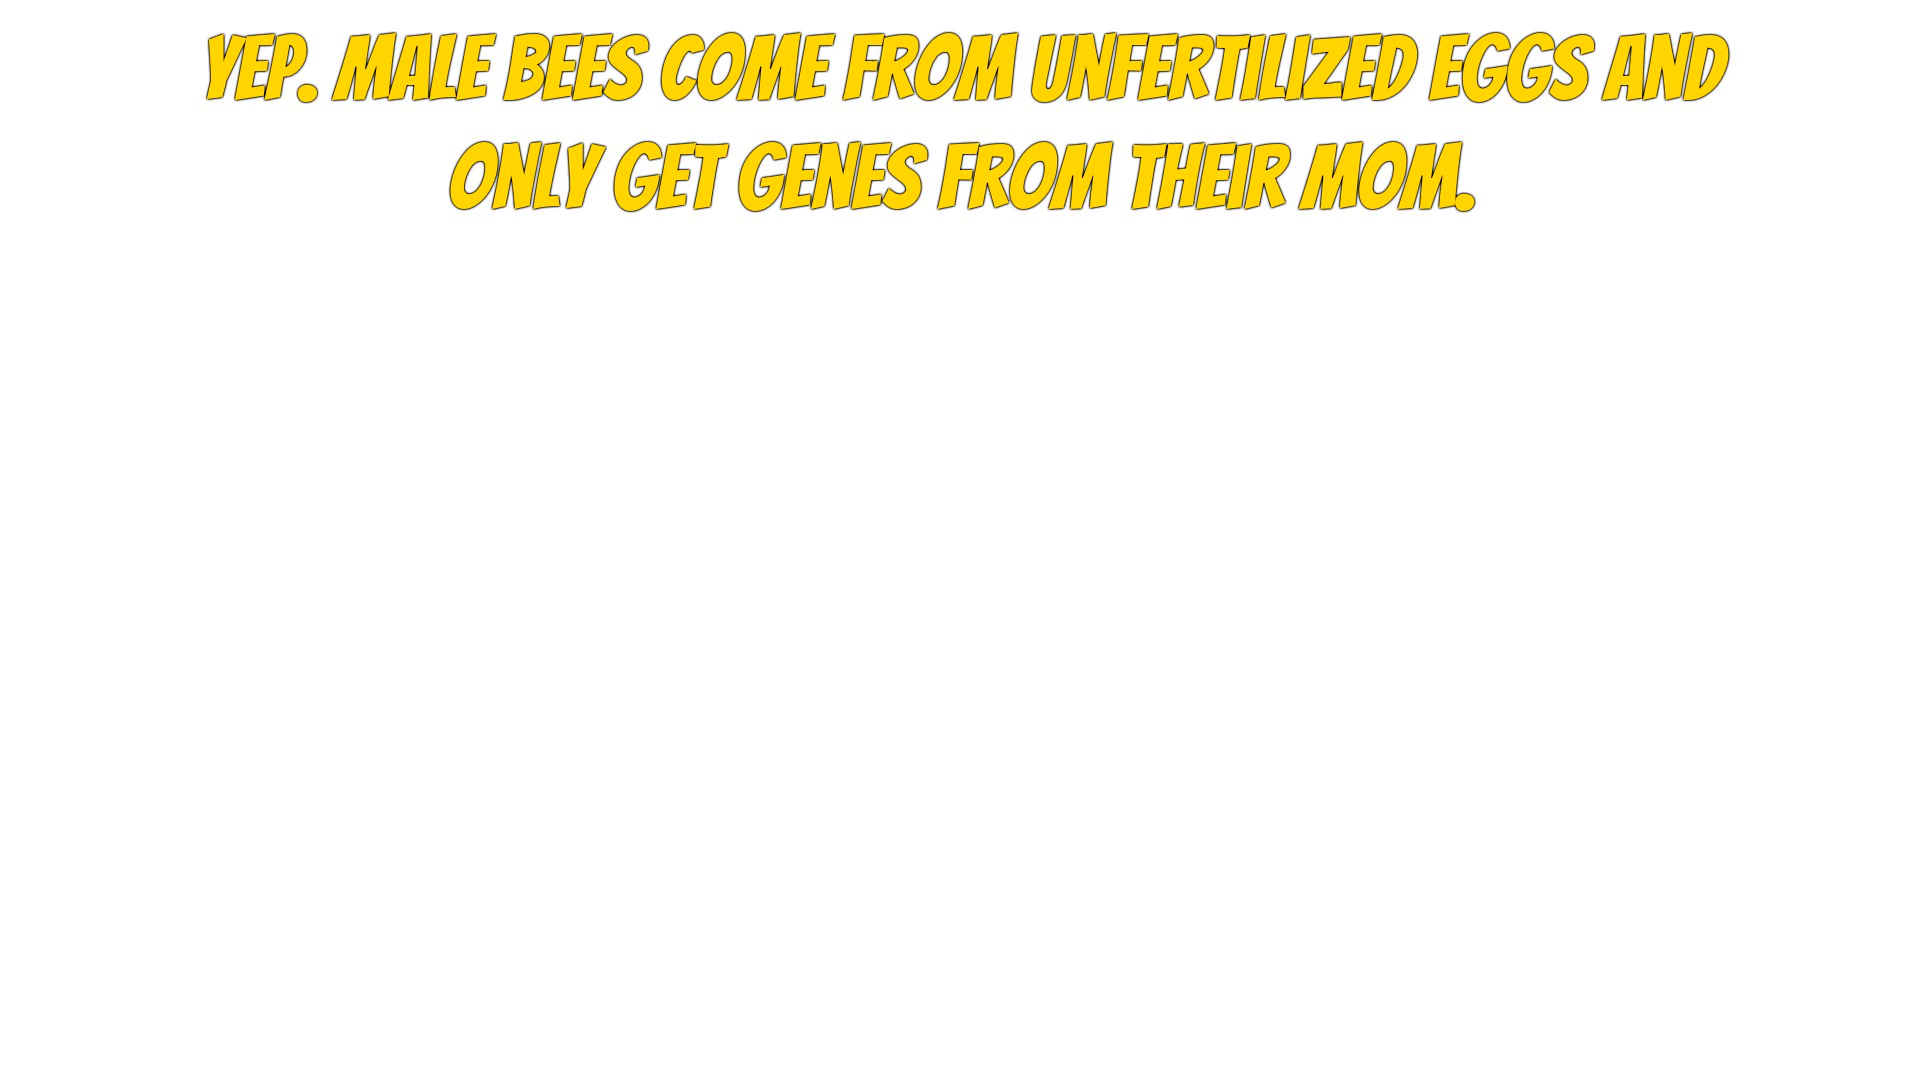 YEP. MALE BEES COME FROM UNFERTILIZED EGGS AND
ONLY GET GENES FROM THEIR MOM.